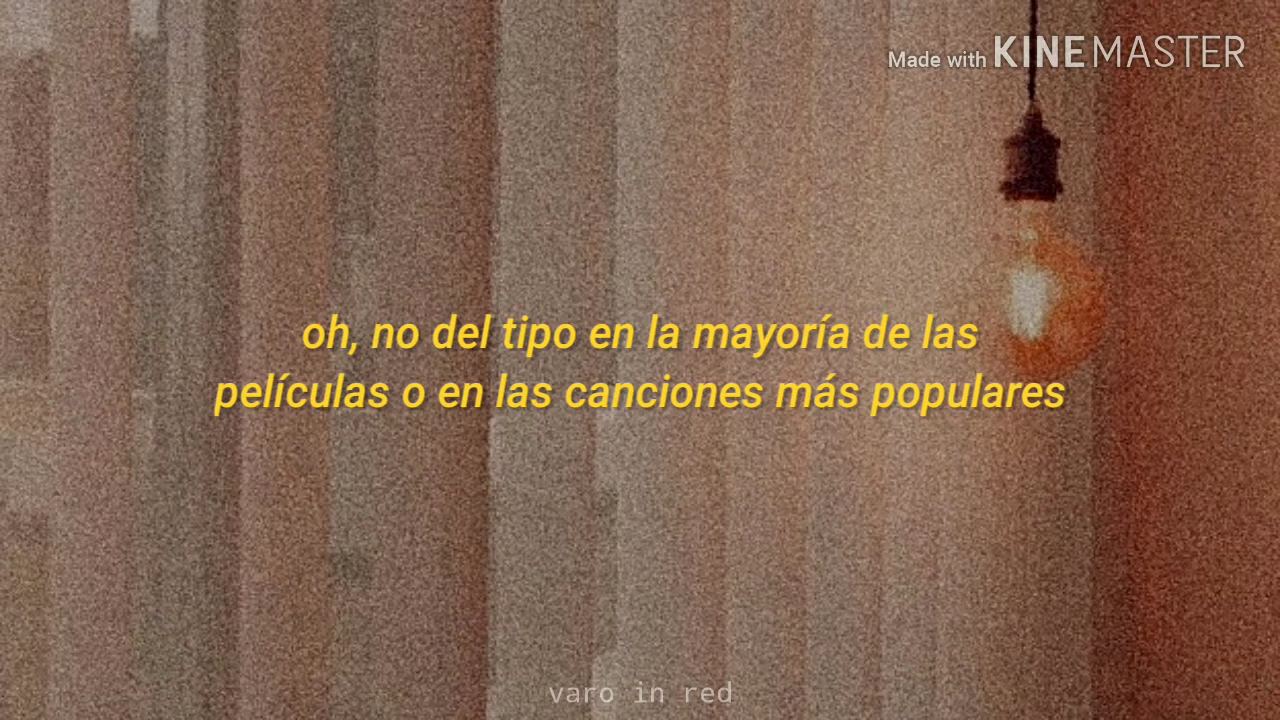 Made with KINEMASTER
oh, no del tipo en la mayoría de las
películas o en las canciones más populares
varo in red